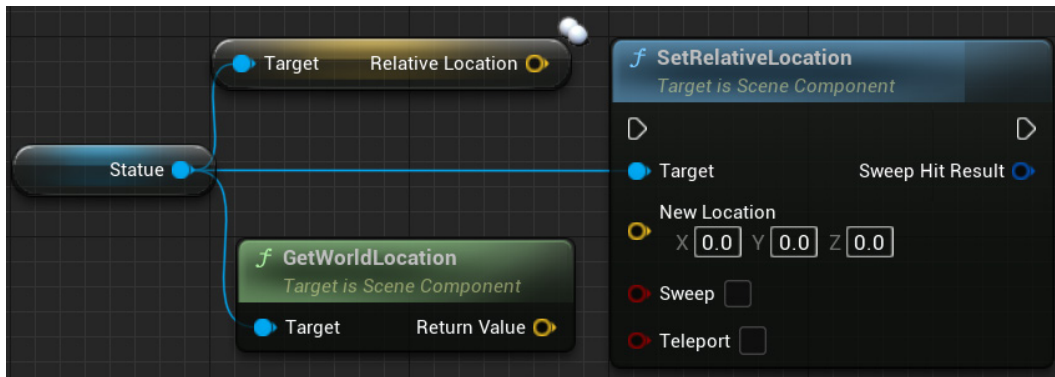 Target Relative Location
Statue
f GetWorldLocation
Target is Scene Component
Target Return Value
f SetRelativeLocation
Target is Scene Component
Target Sweep Hit Result
New Location
X 0.0 Y 0.0 Z 0.0
Sweep
Teleport